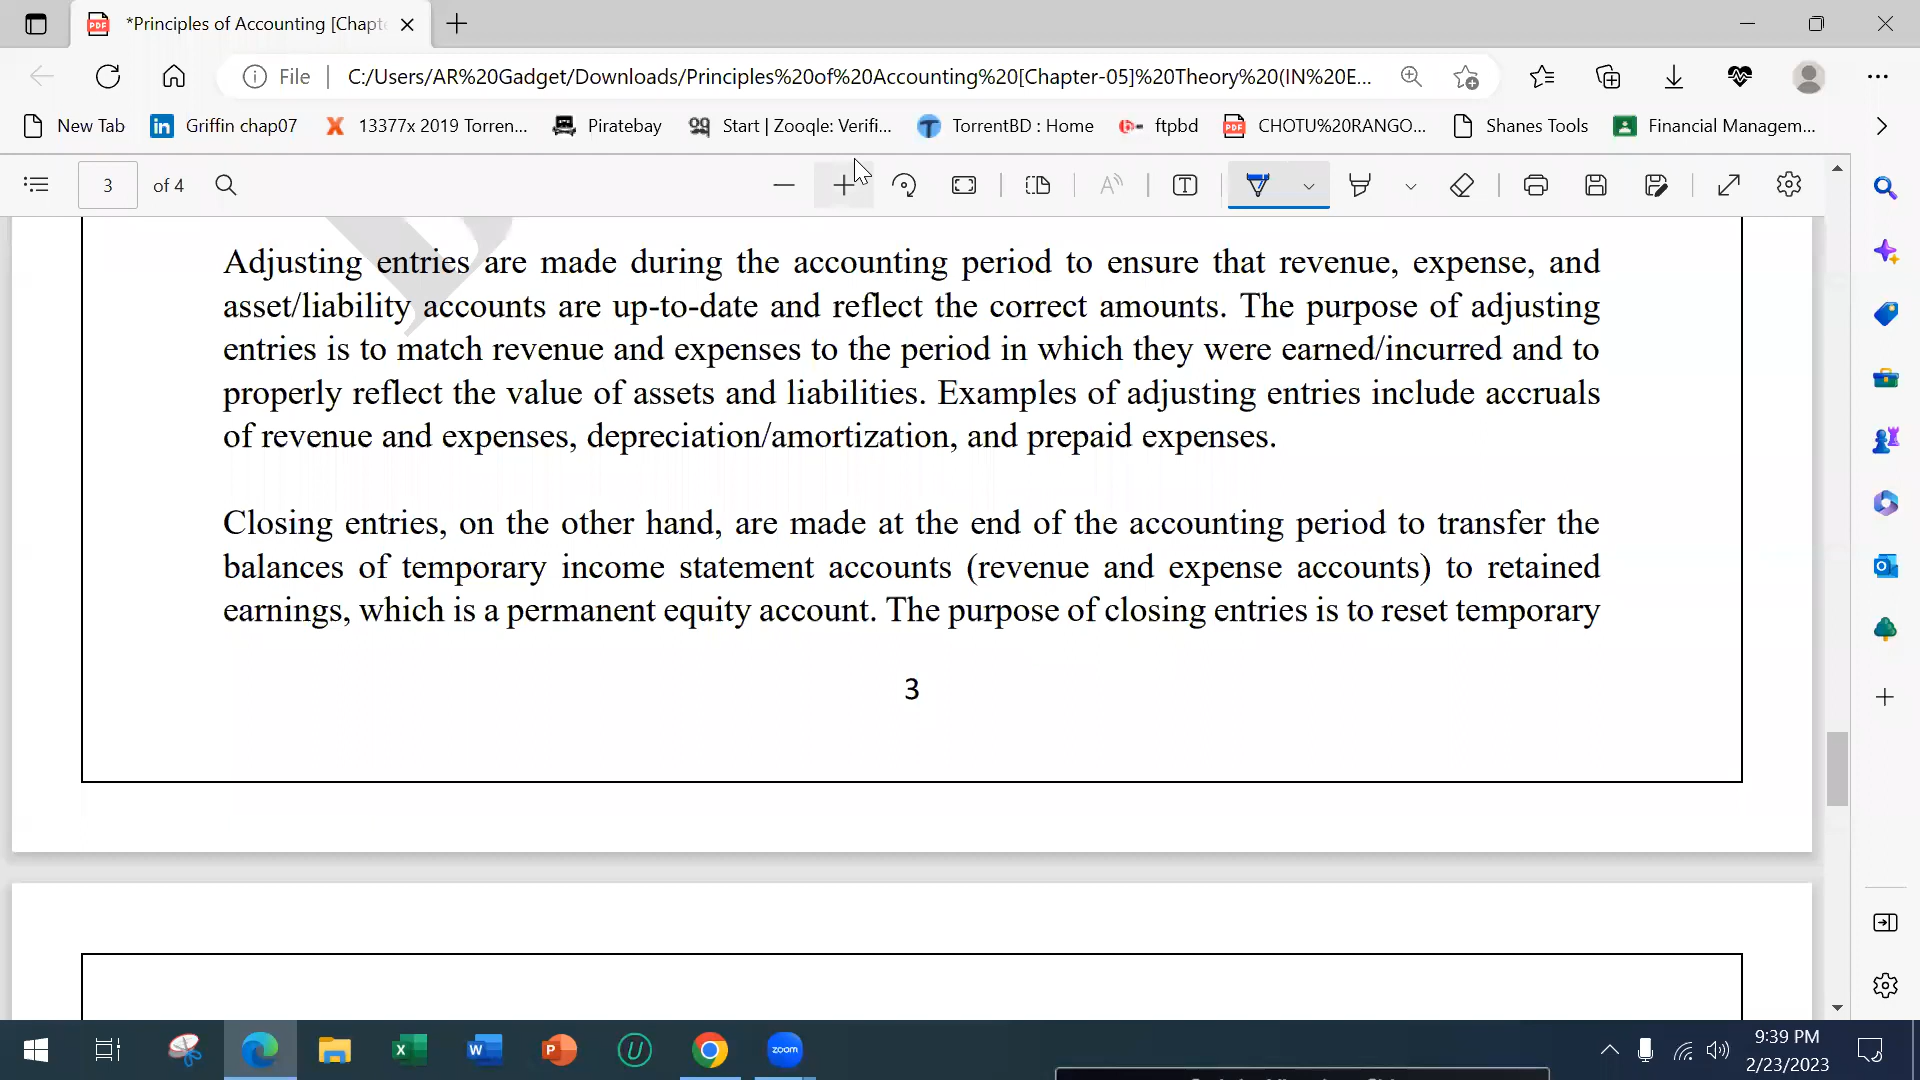 *Principles of Accounting [Chapte
File
C:/Users/AR%20Gadget/Downloads/Principles%20of%20Accounting%20[Chapter-05]%20Theory%20(IN%20E...
New Tab
Griffin chap07
13377x 2019 Torren...
Piratebay
Start | Zooqle: Verifi...
TorrentBD : Home
ftpbd
CHOTU%20RANGO...
Shanes Tools
Financial Managem...
3 of 4
Adjusting entries are made during the accounting period to ensure that revenue, expense, and
asset/liability accounts are up-to-date and reflect the correct amounts. The purpose of adjusting
entries is to match revenue and expenses to the period in which they were earned/incurred and to
properly reflect the value of assets and liabilities. Examples of adjusting entries include accruals
of revenue and expenses, depreciation/amortization, and prepaid expenses.
Closing entries, on the other hand, are made at the end of the accounting period to transfer the
balances of temporary income statement accounts (revenue and expense accounts) to retained
earnings, which is a permanent equity account. The purpose of closing entries is to reset temporary
3
zoom
9:39 PM
2/23/2023